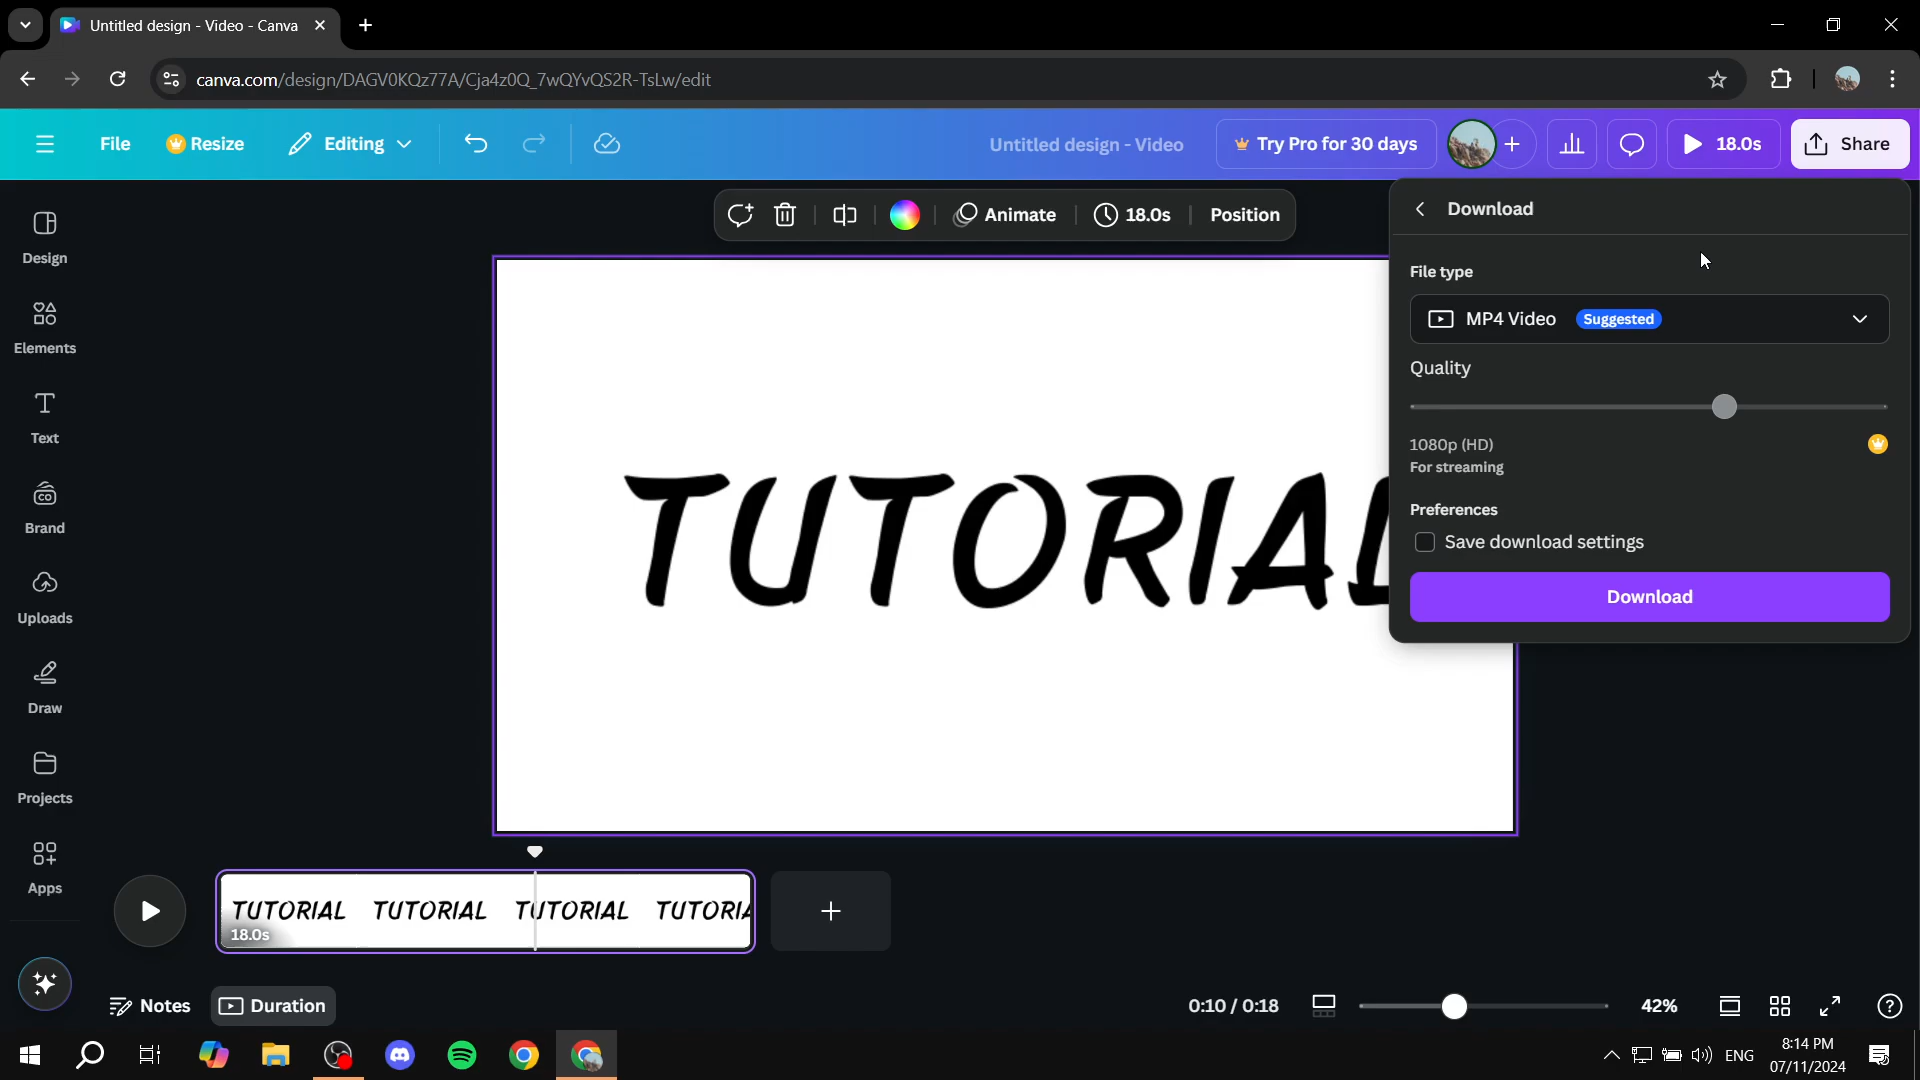 Untitled design - Video - Canva
canva.com/design/DAGV0KQz77A/Cja4z0Q_7wQYvQS2R-TsLw/edit
File
Resize
Editing
Untitled design - Video
Try Pro for 30 days
18.0s
Share
Animate
18.0s
Position
Download
File type
MP4 Video Suggested
Quality
1080p (HD)
For streaming
Preferences
Save download settings
Download
Design
Elements
Text
Brand
Uploads
Draw
Projects
Apps
TUTORIAL
TUTORIAL TUTORIAL TUTORIAL TUTORIA
18.0s
Notes
Duration
0:10 / 0:18
42%
ENG
8:14 PM
07/11/2024